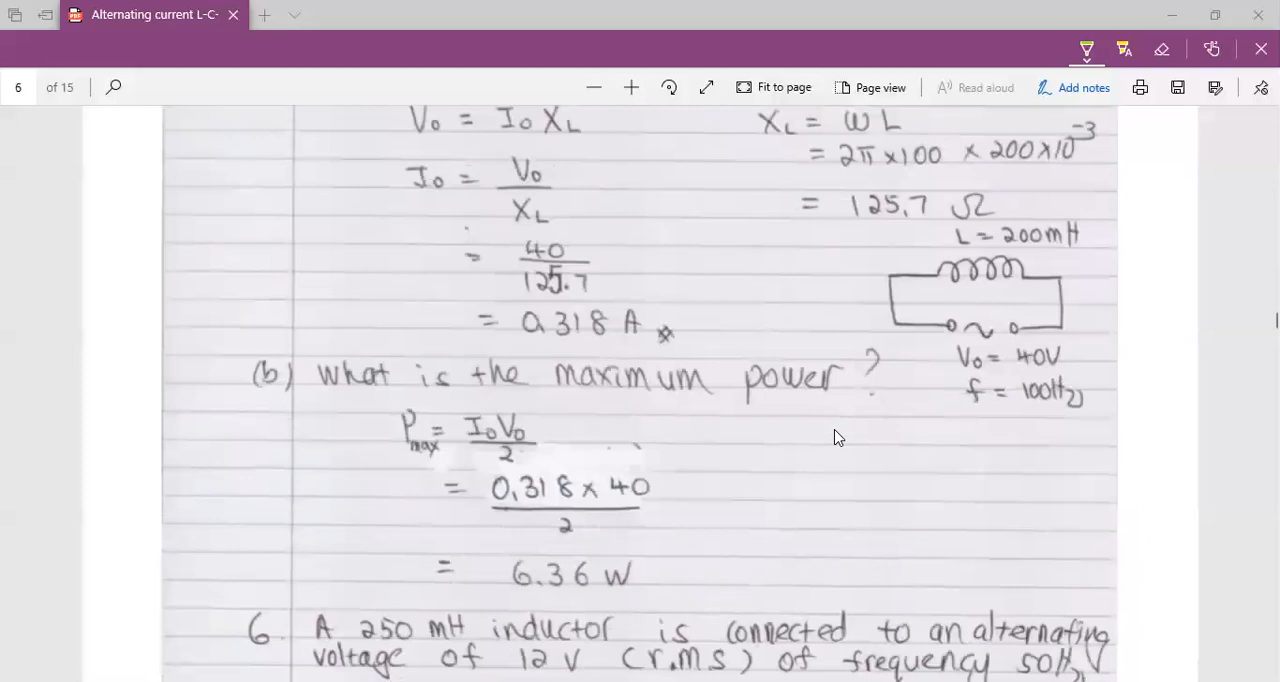 Alternating current L-C-
6 of 15
Fit to page
Page view
Read aloud
Add notes
V₀ = I₀ X_L
I₀ = V₀
X_L
= 40
125.7
= 0.318 A
X_L = ω L
= 2π × 100 × 200 × 10⁻³
= 125.7 Ω
L = 200mH
V₀ = 40V
f = 100Hz
(b) What is the maximum power?
P_max = I₀V₀
2
= 0.318 × 40
2
= 6.36 W
6. A 250 mH inductor is connected to an alternating
voltage of 12 V (r.m.s) of frequency 50Hz,